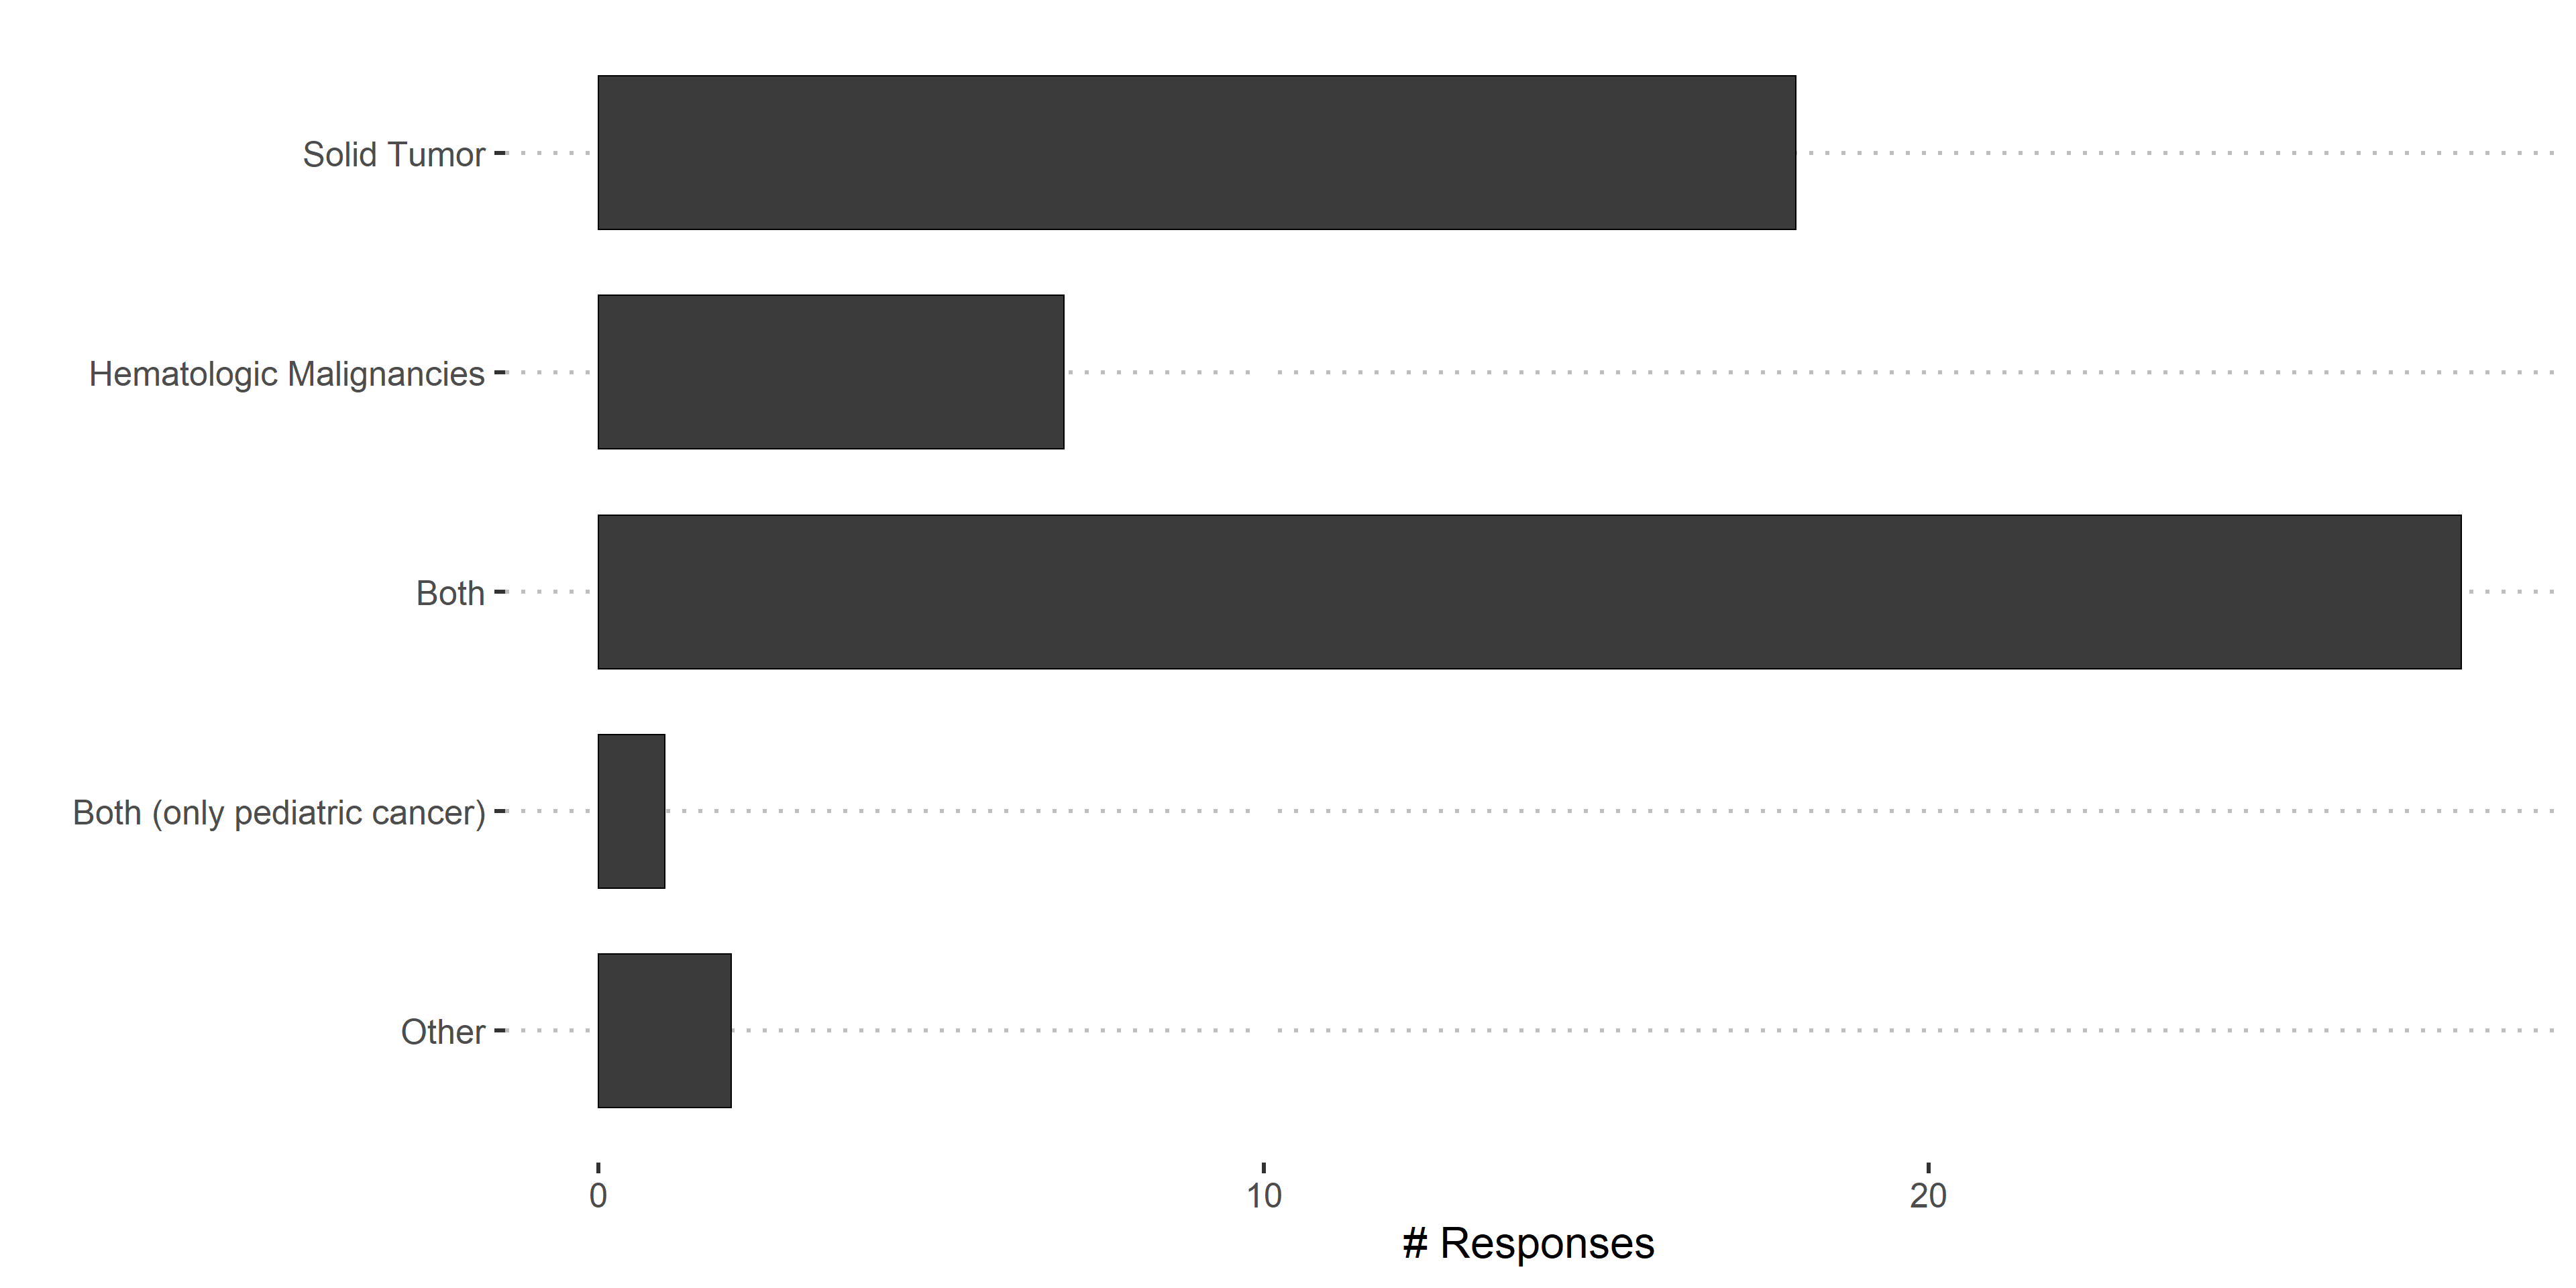 Solid Tumor
Hematologic Malignancies
Both
Both (only pediatric cancer)
Other
0 10 20
# Responses